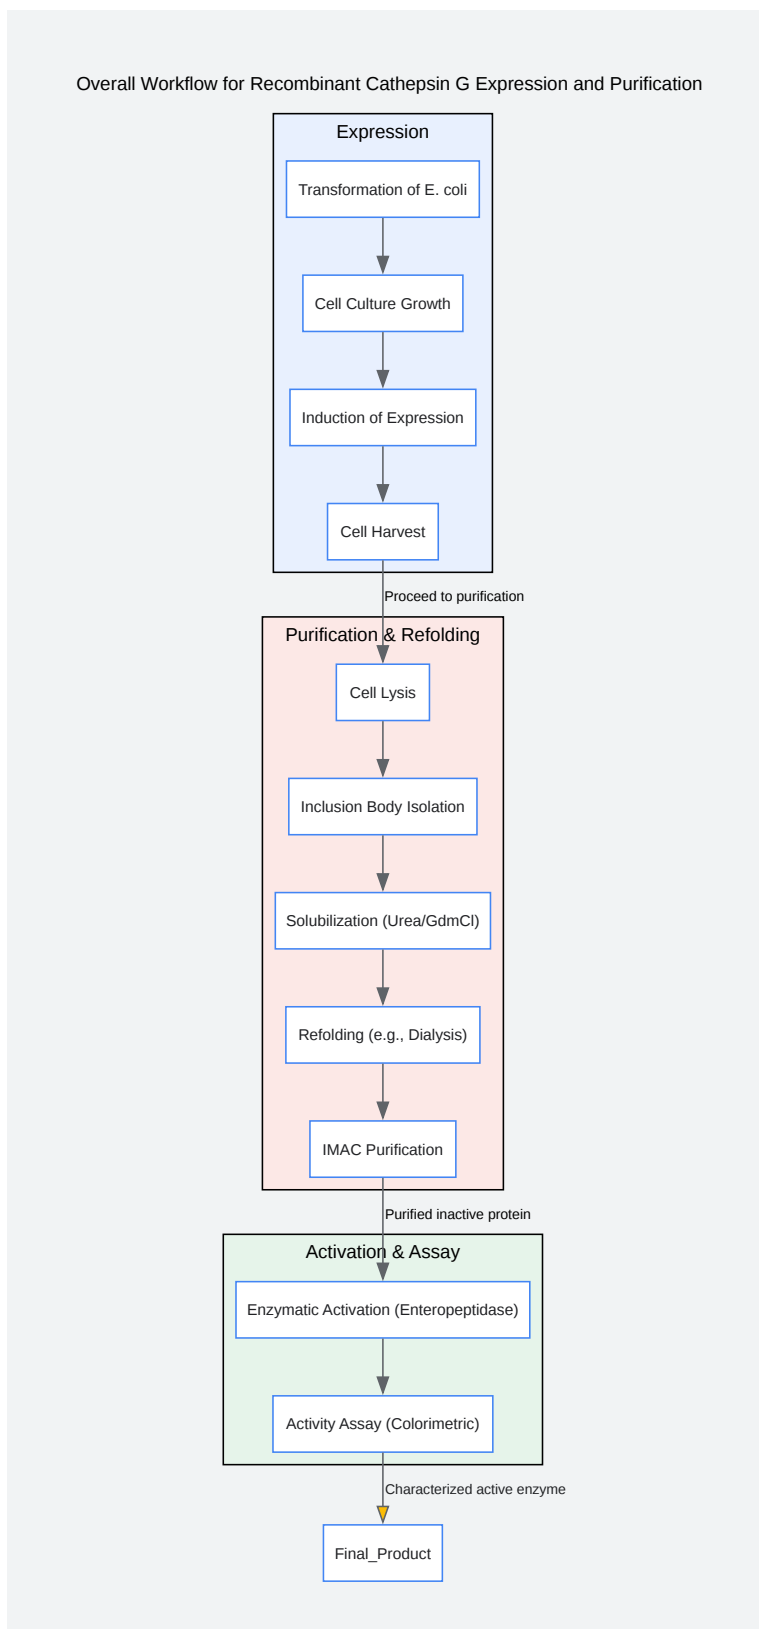 Overall Workflow for Recombinant Cathepsin G Expression and Purification
Expression
Transformation of E. coli
Cell Culture Growth
Induction of Expression
Cell Harvest
Proceed to purification
Purification & Refolding
Cell Lysis
Inclusion Body Isolation
Solubilization (Urea/GdmCl)
Refolding (e.g., Dialysis)
IMAC Purification
Purified inactive protein
Activation & Assay
Enzymatic Activation (Enteropeptidase)
Activity Assay (Colorimetric)
Characterized active enzyme
Final_Product